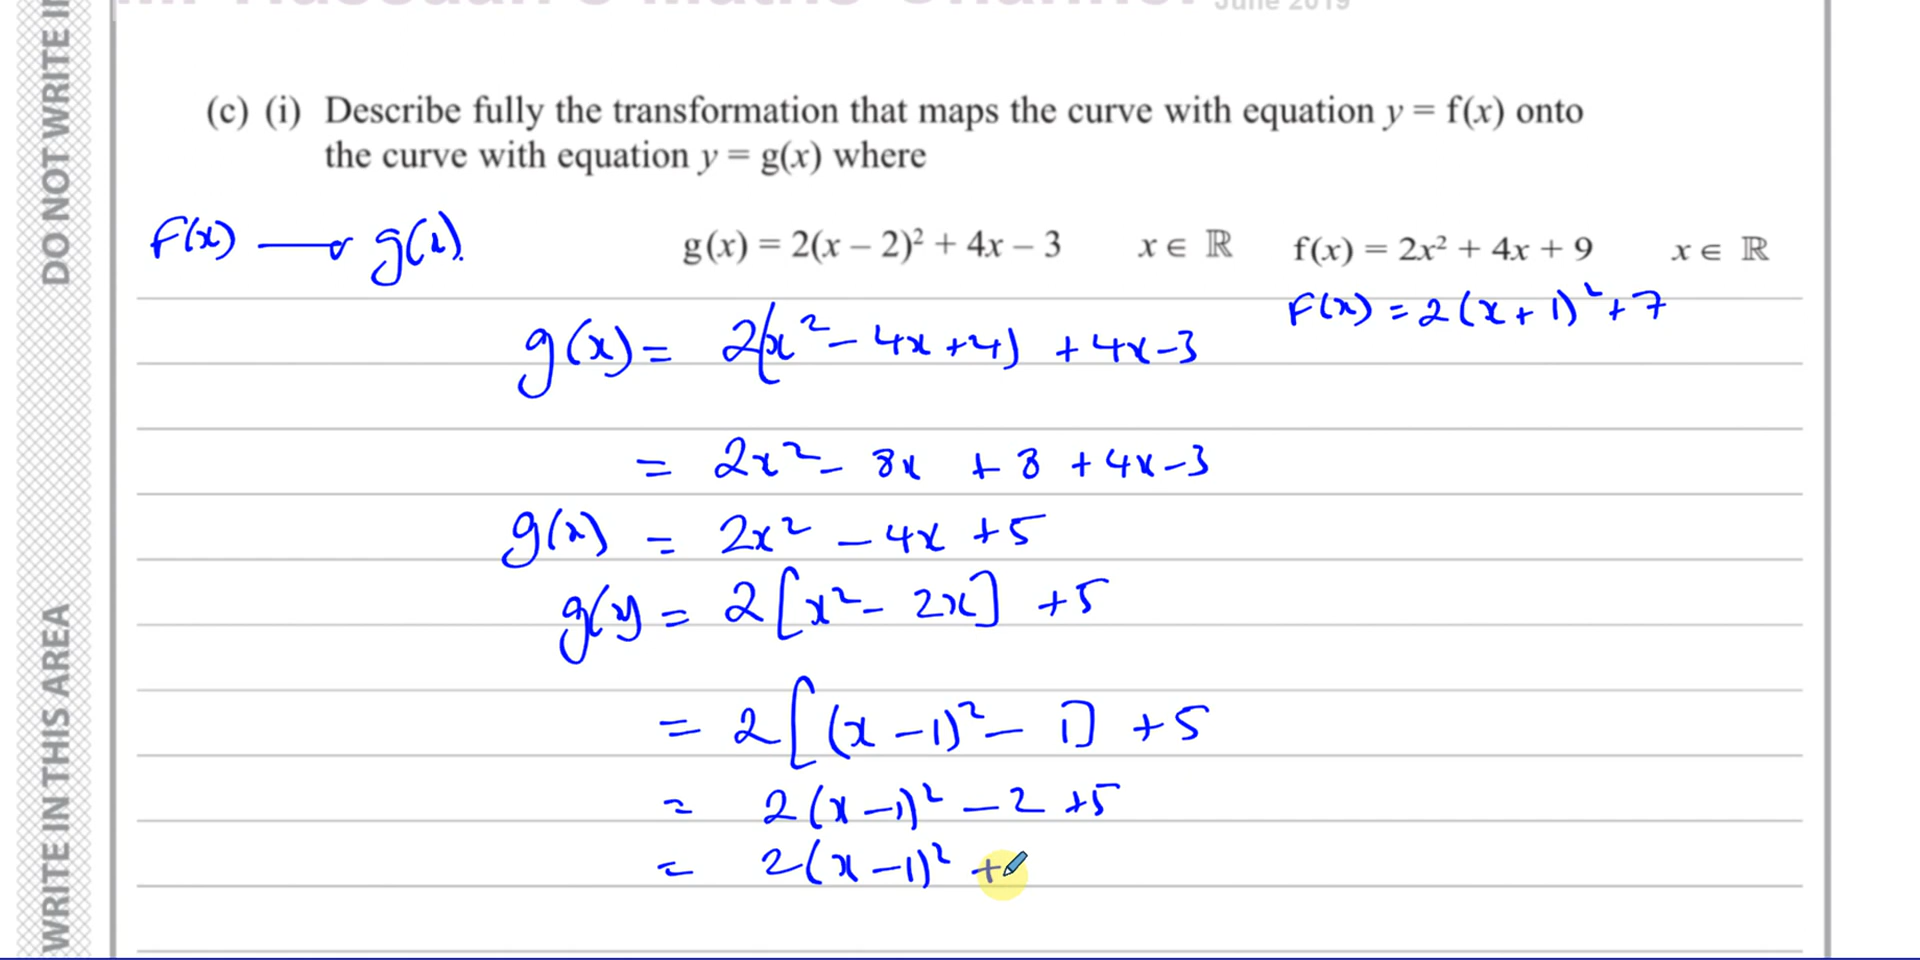 June 2019
(c) (i) Describe fully the transformation that maps the curve with equation y = f(x) onto
the curve with equation y = g(x) where
F(x) → g(x).
g(x) = 2(x – 2)² + 4x – 3 x ∈ ℝ f(x) = 2x² + 4x + 9 x ∈ ℝ
F(x) = 2(x + 1)² + 7
g(x) = 2(x² – 4x + 4) + 4x – 3
= 2x² – 8x + 8 + 4x – 3
g(x) = 2x² – 4x + 5
g(x) = 2[x² – 2x] + 5
= 2[(x – 1)² – 1] + 5
= 2(x – 1)² – 2 + 5
= 2(x – 1)² +
DO NOT WRITE IN
WRITE IN THIS AREA